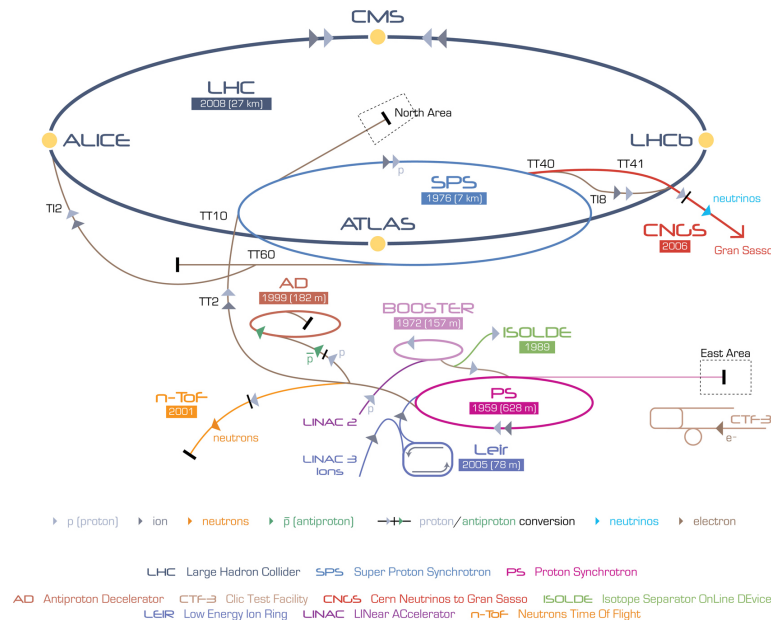 CMS
LHC
2008 (27 km)
North Area
ALICE
LHCb
TT40
TT41
p
SPS
1976 (7 km)
TI8
neutrinos
TI2
TT10
ATLAS
CNGS
2006
Gran Sasso
TT60
AD
1999 (182 m)
TT2
BOOSTER
1972 (157 m)
ISOLDE
1989
East Area
p̅
p
n-ToF
2001
PS
1959 (628 m)
LINAC 2
p
neutrons
CTF-3
e-
LINAC 3
Ions
Leir
2005 (78 m)
p (proton)
ion
neutrons
p̅ (antiproton)
proton/antiproton conversion
neutrinos
electron
LHC Large Hadron Collider
SPS Super Proton Synchrotron
PS Proton Synchrotron
AD Antiproton Decelerator
CTF-3 Clic Test Facility
CNGS Cern Neutrinos to Gran Sasso
ISOLDE Isotope Separator OnLine DEvice
LEIR Low Energy Ion Ring
LINAC LINear ACcelerator
n-ToF Neutrons Time Of Flight